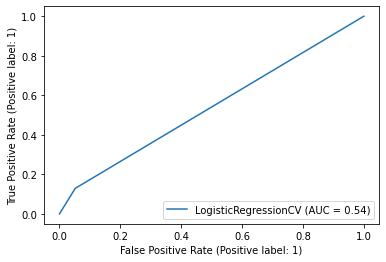 1.0
0.8
0.6
0.4
0.2
0.0
True Positive Rate (Positive label: 1)
LogisticRegressionCV (AUC = 0.54)
0.0 0.2 0.4 0.6 0.8 1.0
False Positive Rate (Positive label: 1)